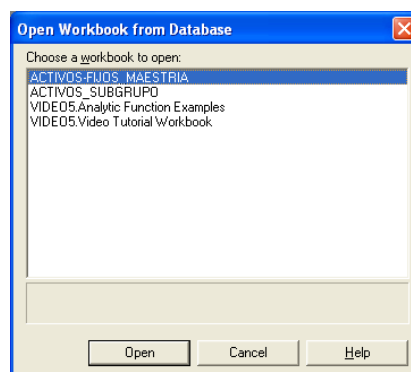 Open Workbook from Database
Choose a workbook to open:
ACTIVOS-FIJOS_MAESTRIA
ACTIVOS_SUBGRUPO
VIDEO5.Analytic Function Examples
VIDEO5.Video Tutorial Workbook
Open Cancel Help